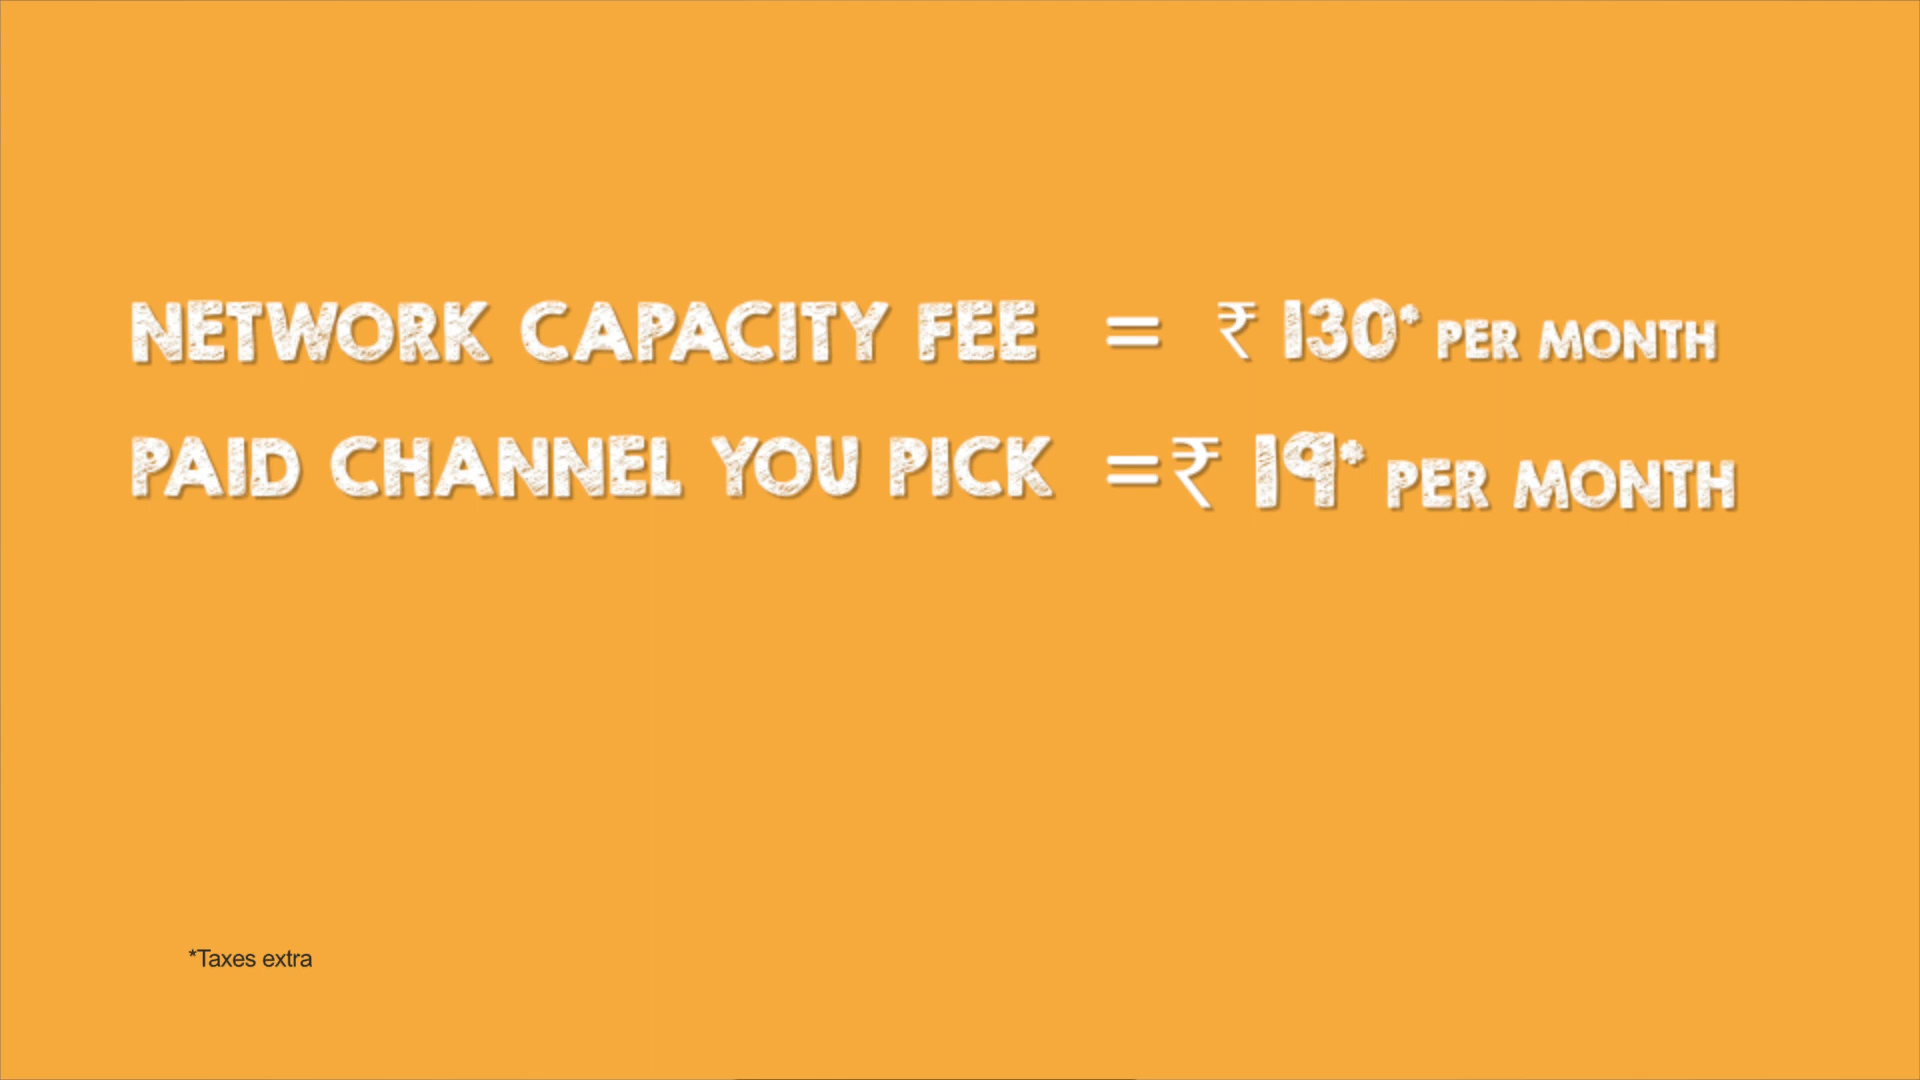 NETWORK CAPACITY FEE = ₹ 130* PER MONTH
PAID CHANNEL YOU PICK =₹ 19* PER MONTH
*Taxes extra